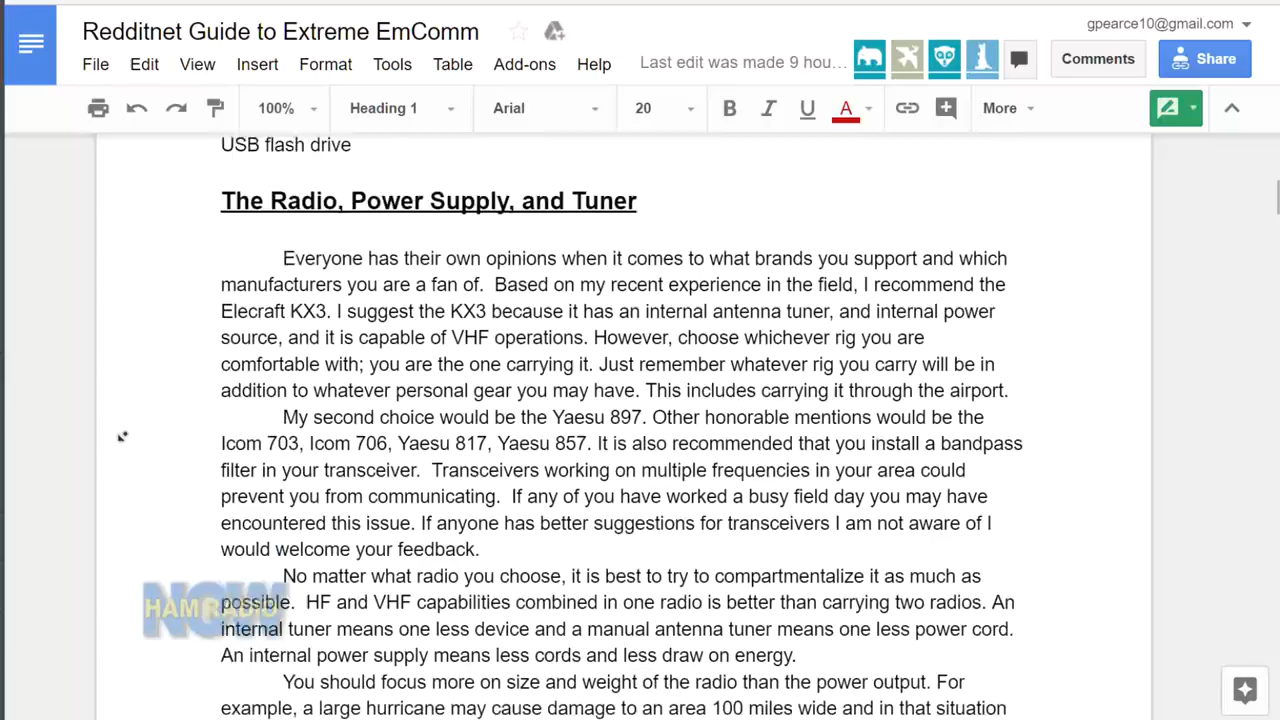 Redditnet Guide to Extreme EmComm
gpearce10@gmail.com
File Edit View Insert Format Tools Table Add-ons Help Last edit was made 9 hou…
Comments
Share
100% Heading 1 Arial 20 B I U A More
USB flash drive
The Radio, Power Supply, and Tuner
Everyone has their own opinions when it comes to what brands you support and which
manufacturers you are a fan of.  Based on my recent experience in the field, I recommend the
Elecraft KX3. I suggest the KX3 because it has an internal antenna tuner, and internal power
source, and it is capable of VHF operations. However, choose whichever rig you are
comfortable with; you are the one carrying it. Just remember whatever rig you carry will be in
addition to whatever personal gear you may have. This includes carrying it through the airport.
My second choice would be the Yaesu 897. Other honorable mentions would be the
Icom 703, Icom 706, Yaesu 817, Yaesu 857. It is also recommended that you install a bandpass
filter in your transceiver.  Transceivers working on multiple frequencies in your area could
prevent you from communicating.  If any of you have worked a busy field day you may have
encountered this issue. If anyone has better suggestions for transceivers I am not aware of I
would welcome your feedback.
No matter what radio you choose, it is best to try to compartmentalize it as much as
possible.  HF and VHF capabilities combined in one radio is better than carrying two radios. An
internal tuner means one less device and a manual antenna tuner means one less power cord.
An internal power supply means less cords and less draw on energy.
You should focus more on size and weight of the radio than the power output. For
example, a large hurricane may cause damage to an area 100 miles wide and in that situation
HAM RADIO
NOW